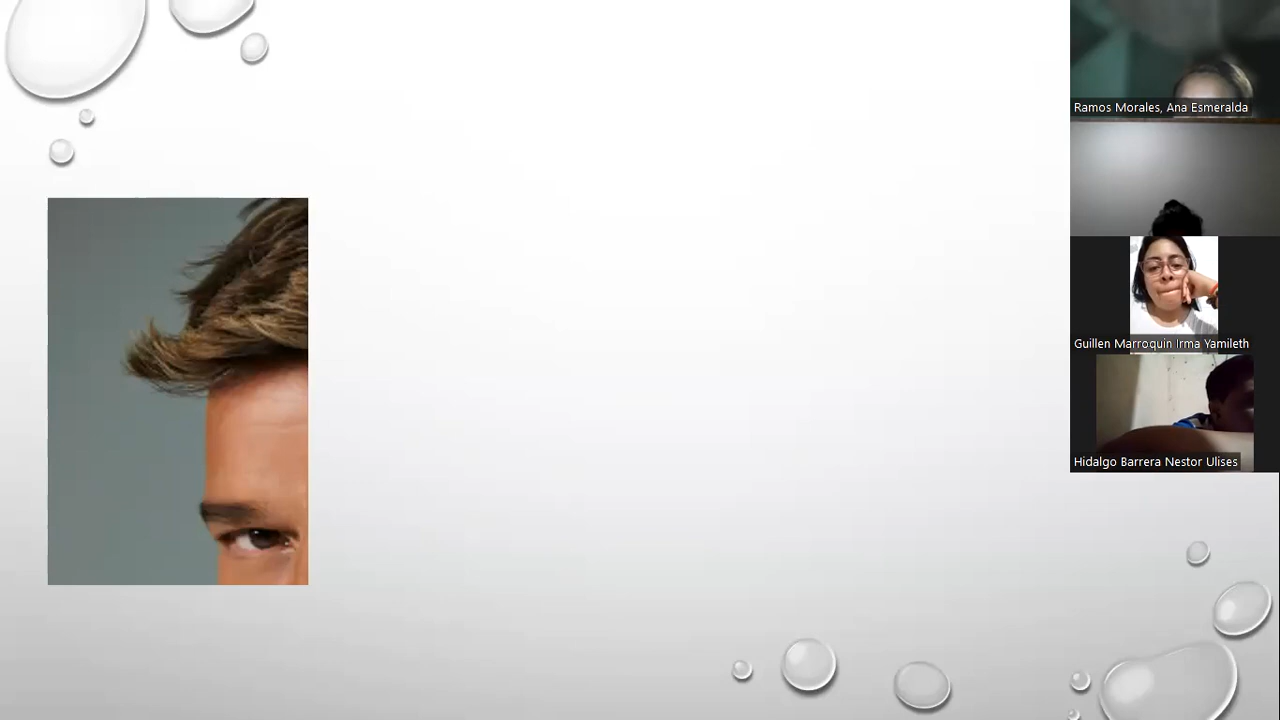 Ramos Morales, Ana Esmeralda
Guillen Marroquin Irma Yamileth
Hidalgo Barrera Nestor Ulises